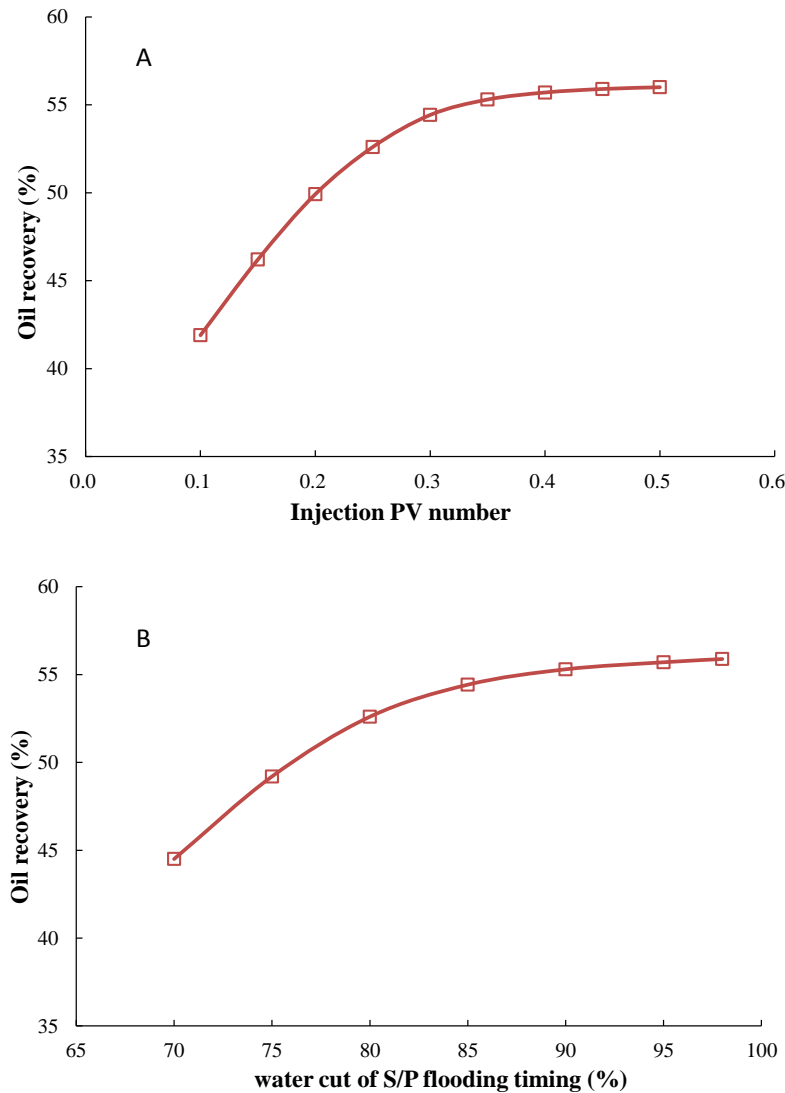 A
60
55
50
45
40
35
Oil recovery (%)
0.0 0.1 0.2 0.3 0.4 0.5 0.6
Injection PV number
B
60
55
50
45
40
35
Oil recovery (%)
65 70 75 80 85 90 95 100
water cut of S/P flooding timing (%)